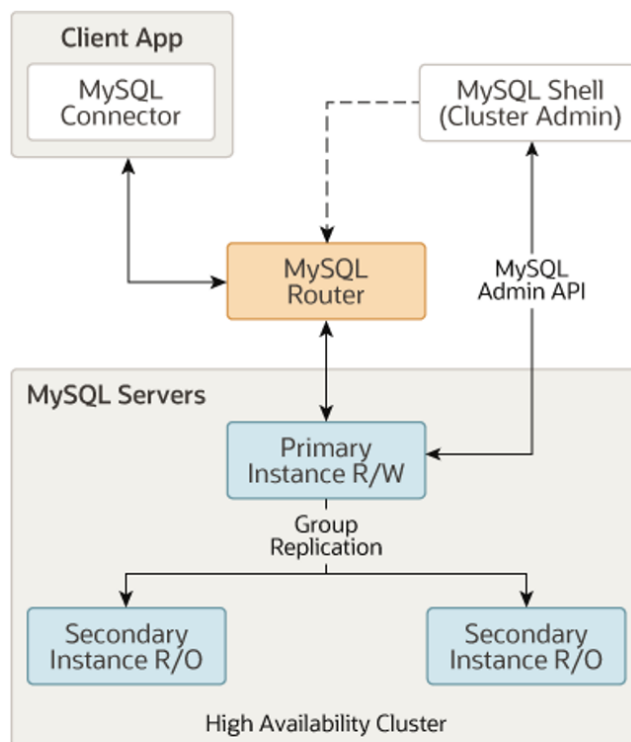 Client App
MySQL
Connector
MySQL Shell
(Cluster Admin)
MySQL
Router
MySQL
Admin API
MySQL Servers
Primary
Instance R/W
Group
Replication
Secondary
Instance R/O
Secondary
Instance R/O
High Availability Cluster